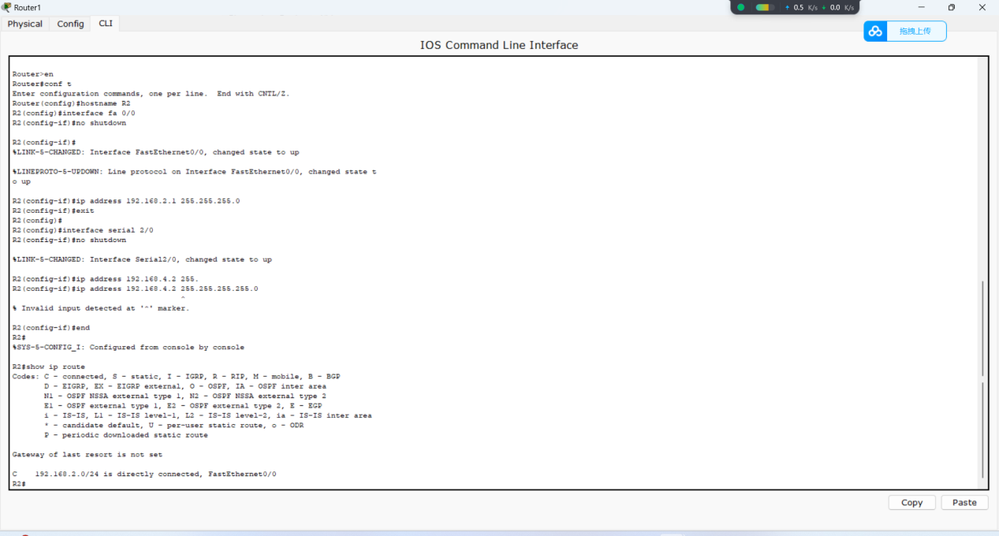 Router1
0.5 K/s 0.0 K/s
Physical Config CLI
拖拽上传
IOS Command Line Interface
Router>en
Router#conf t
Enter configuration commands, one per line.  End with CNTL/Z.
Router(config)#hostname R2
R2(config)#interface fa 0/0
R2(config-if)#no shutdown
R2(config-if)#
%LINK-5-CHANGED: Interface FastEthernet0/0, changed state to up
%LINEPROTO-5-UPDOWN: Line protocol on Interface FastEthernet0/0, changed state t
o up
R2(config-if)#ip address 192.168.2.1 255.255.255.0
R2(config-if)#exit
R2(config)#
R2(config)#interface serial 2/0
R2(config-if)#no shutdown
%LINK-5-CHANGED: Interface Serial2/0, changed state to up
R2(config-if)#ip address 192.168.4.2 255.
R2(config-if)#ip address 192.168.4.2 255.255.255.255.0
^
% Invalid input detected at '^' marker.
R2(config-if)#end
R2#
%SYS-5-CONFIG_I: Configured from console by console
R2#show ip route
Codes: C - connected, S - static, I - IGRP, R - RIP, M - mobile, B - BGP
D - EIGRP, EX - EIGRP external, O - OSPF, IA - OSPF inter area
N1 - OSPF NSSA external type 1, N2 - OSPF NSSA external type 2
E1 - OSPF external type 1, E2 - OSPF external type 2, E - EGP
i - IS-IS, L1 - IS-IS level-1, L2 - IS-IS level-2, ia - IS-IS inter area
* - candidate default, U - per-user static route, o - ODR
P - periodic downloaded static route
Gateway of last resort is not set
C    192.168.2.0/24 is directly connected, FastEthernet0/0
R2#
Copy Paste